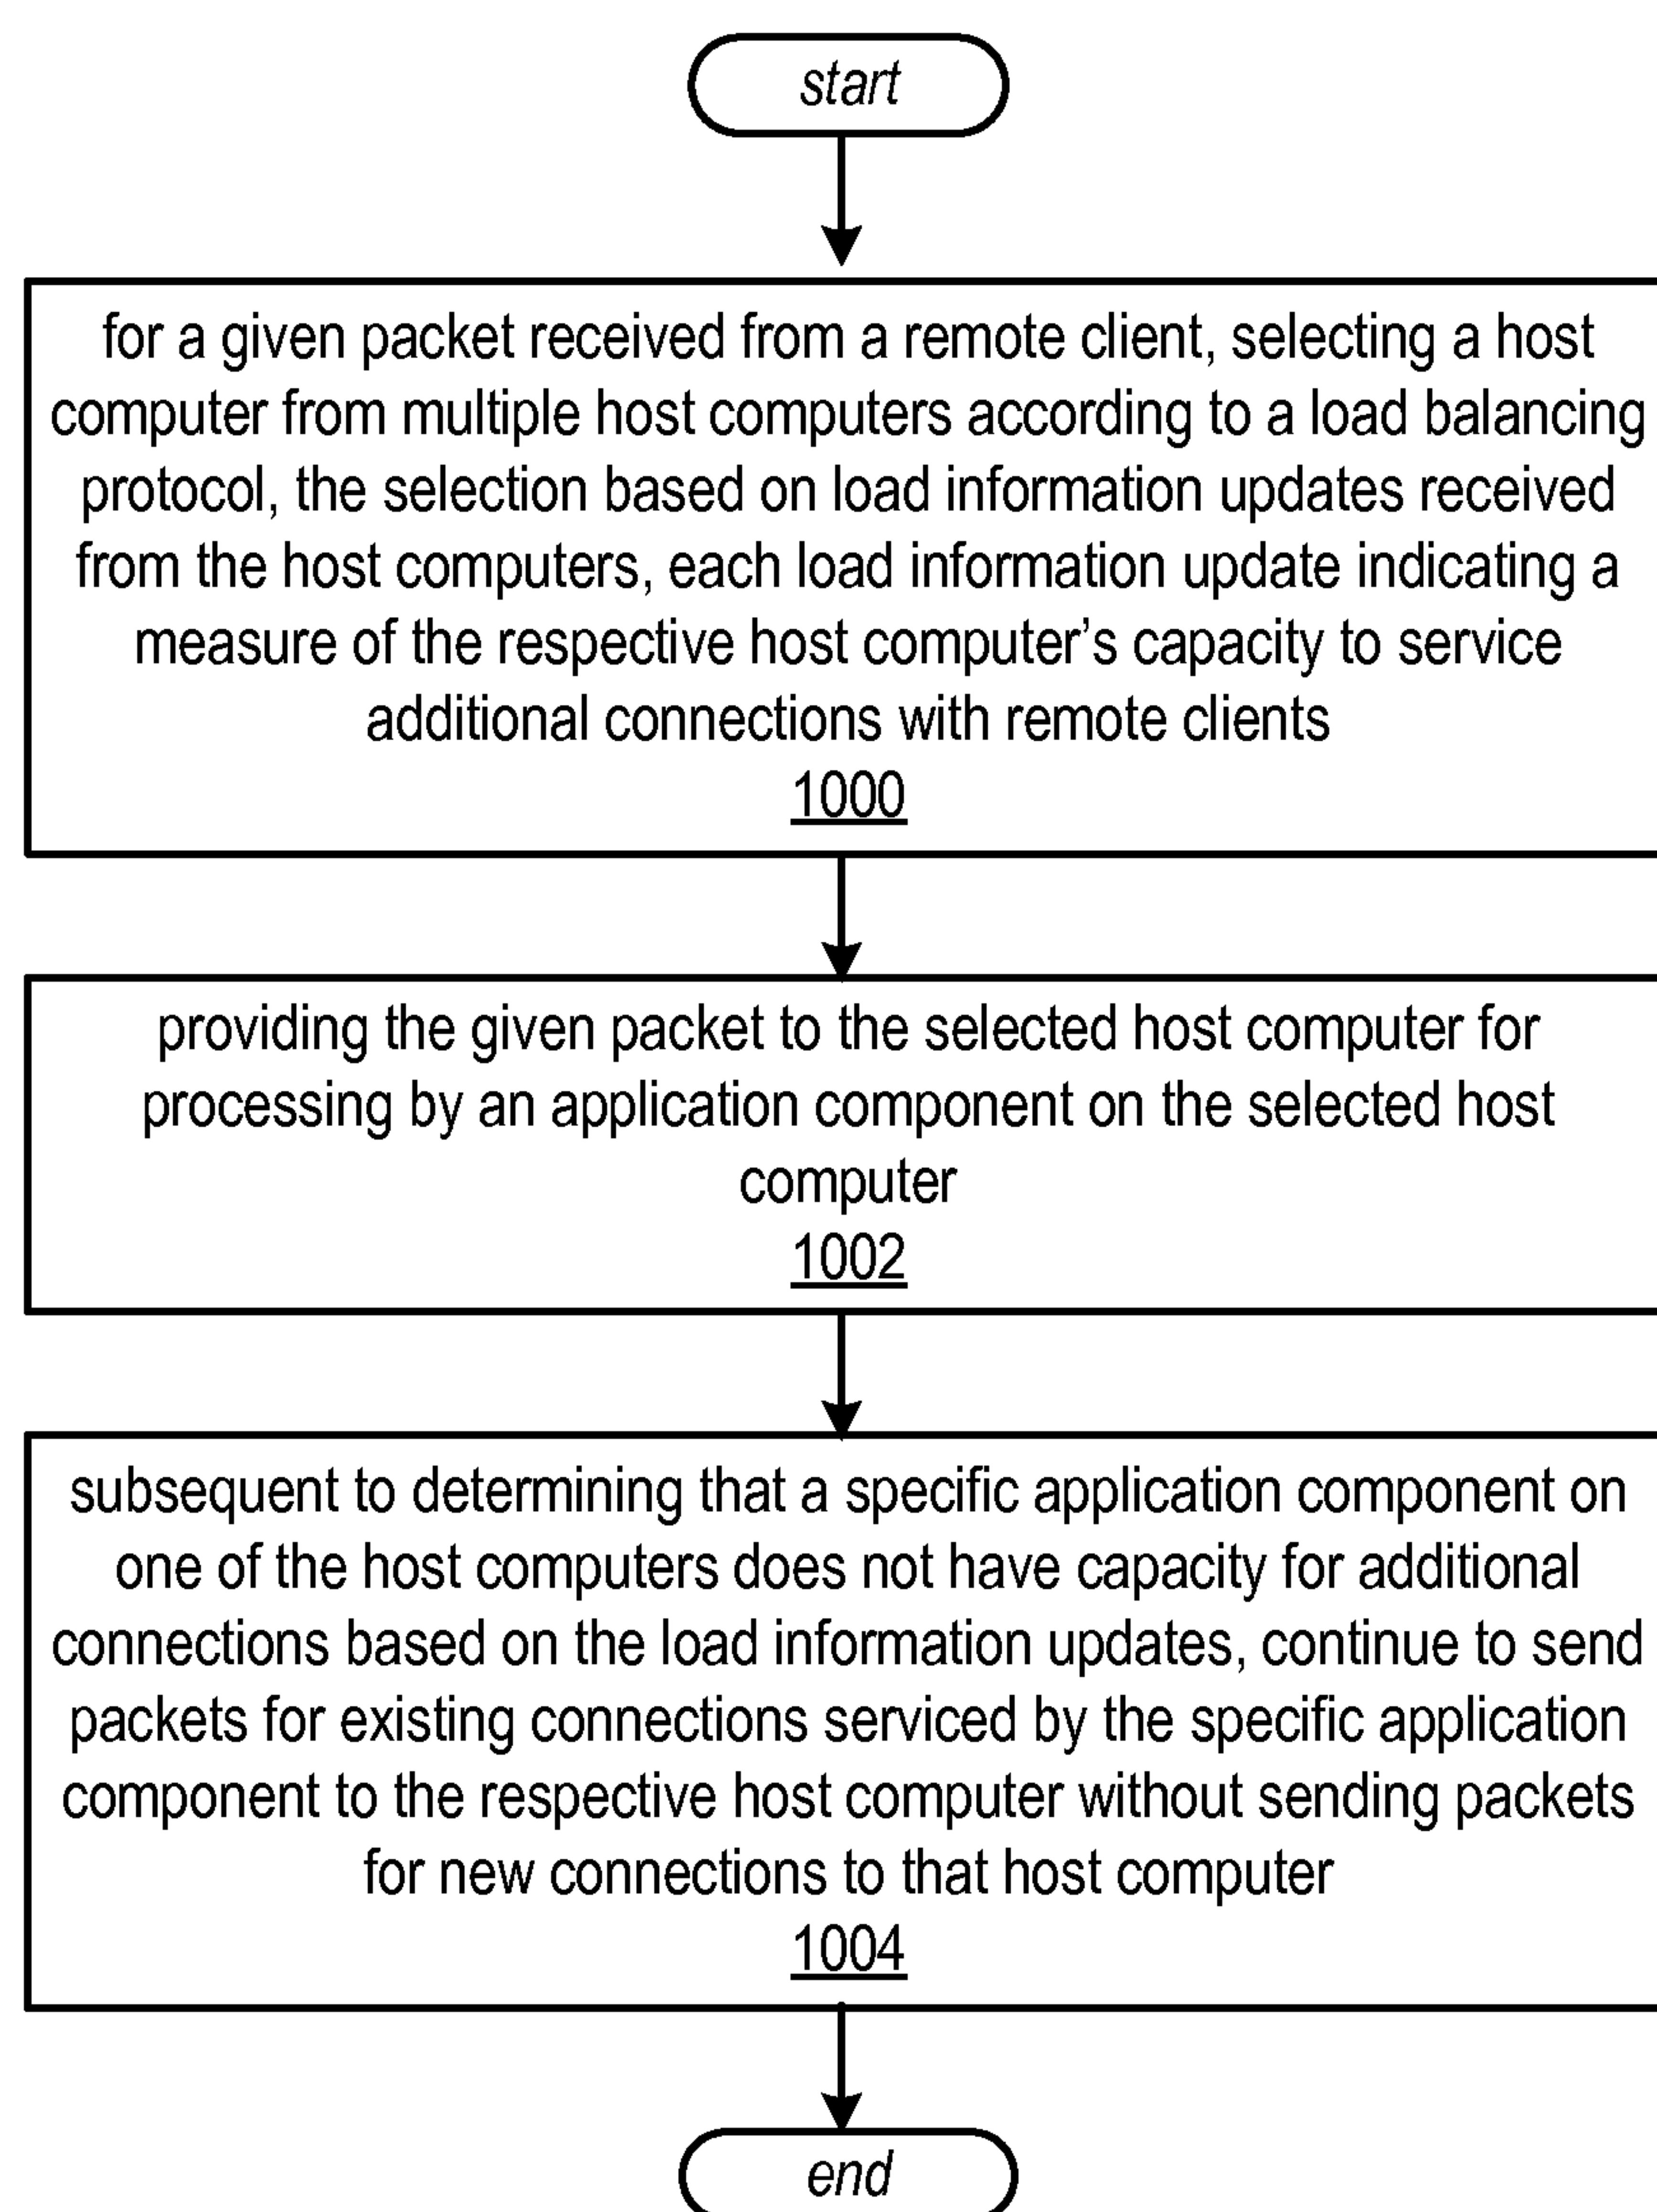 start
for a given packet received from a remote client, selecting a host
computer from multiple host computers according to a load balancing
protocol, the selection based on load information updates received
from the host computers, each load information update indicating a
measure of the respective host computer’s capacity to service
additional connections with remote clients
1000
providing the given packet to the selected host computer for
processing by an application component on the selected host
computer
1002
subsequent to determining that a specific application component on
one of the host computers does not have capacity for additional
connections based on the load information updates, continue to send
packets for existing connections serviced by the specific application
component to the respective host computer without sending packets
for new connections to that host computer
1004
end